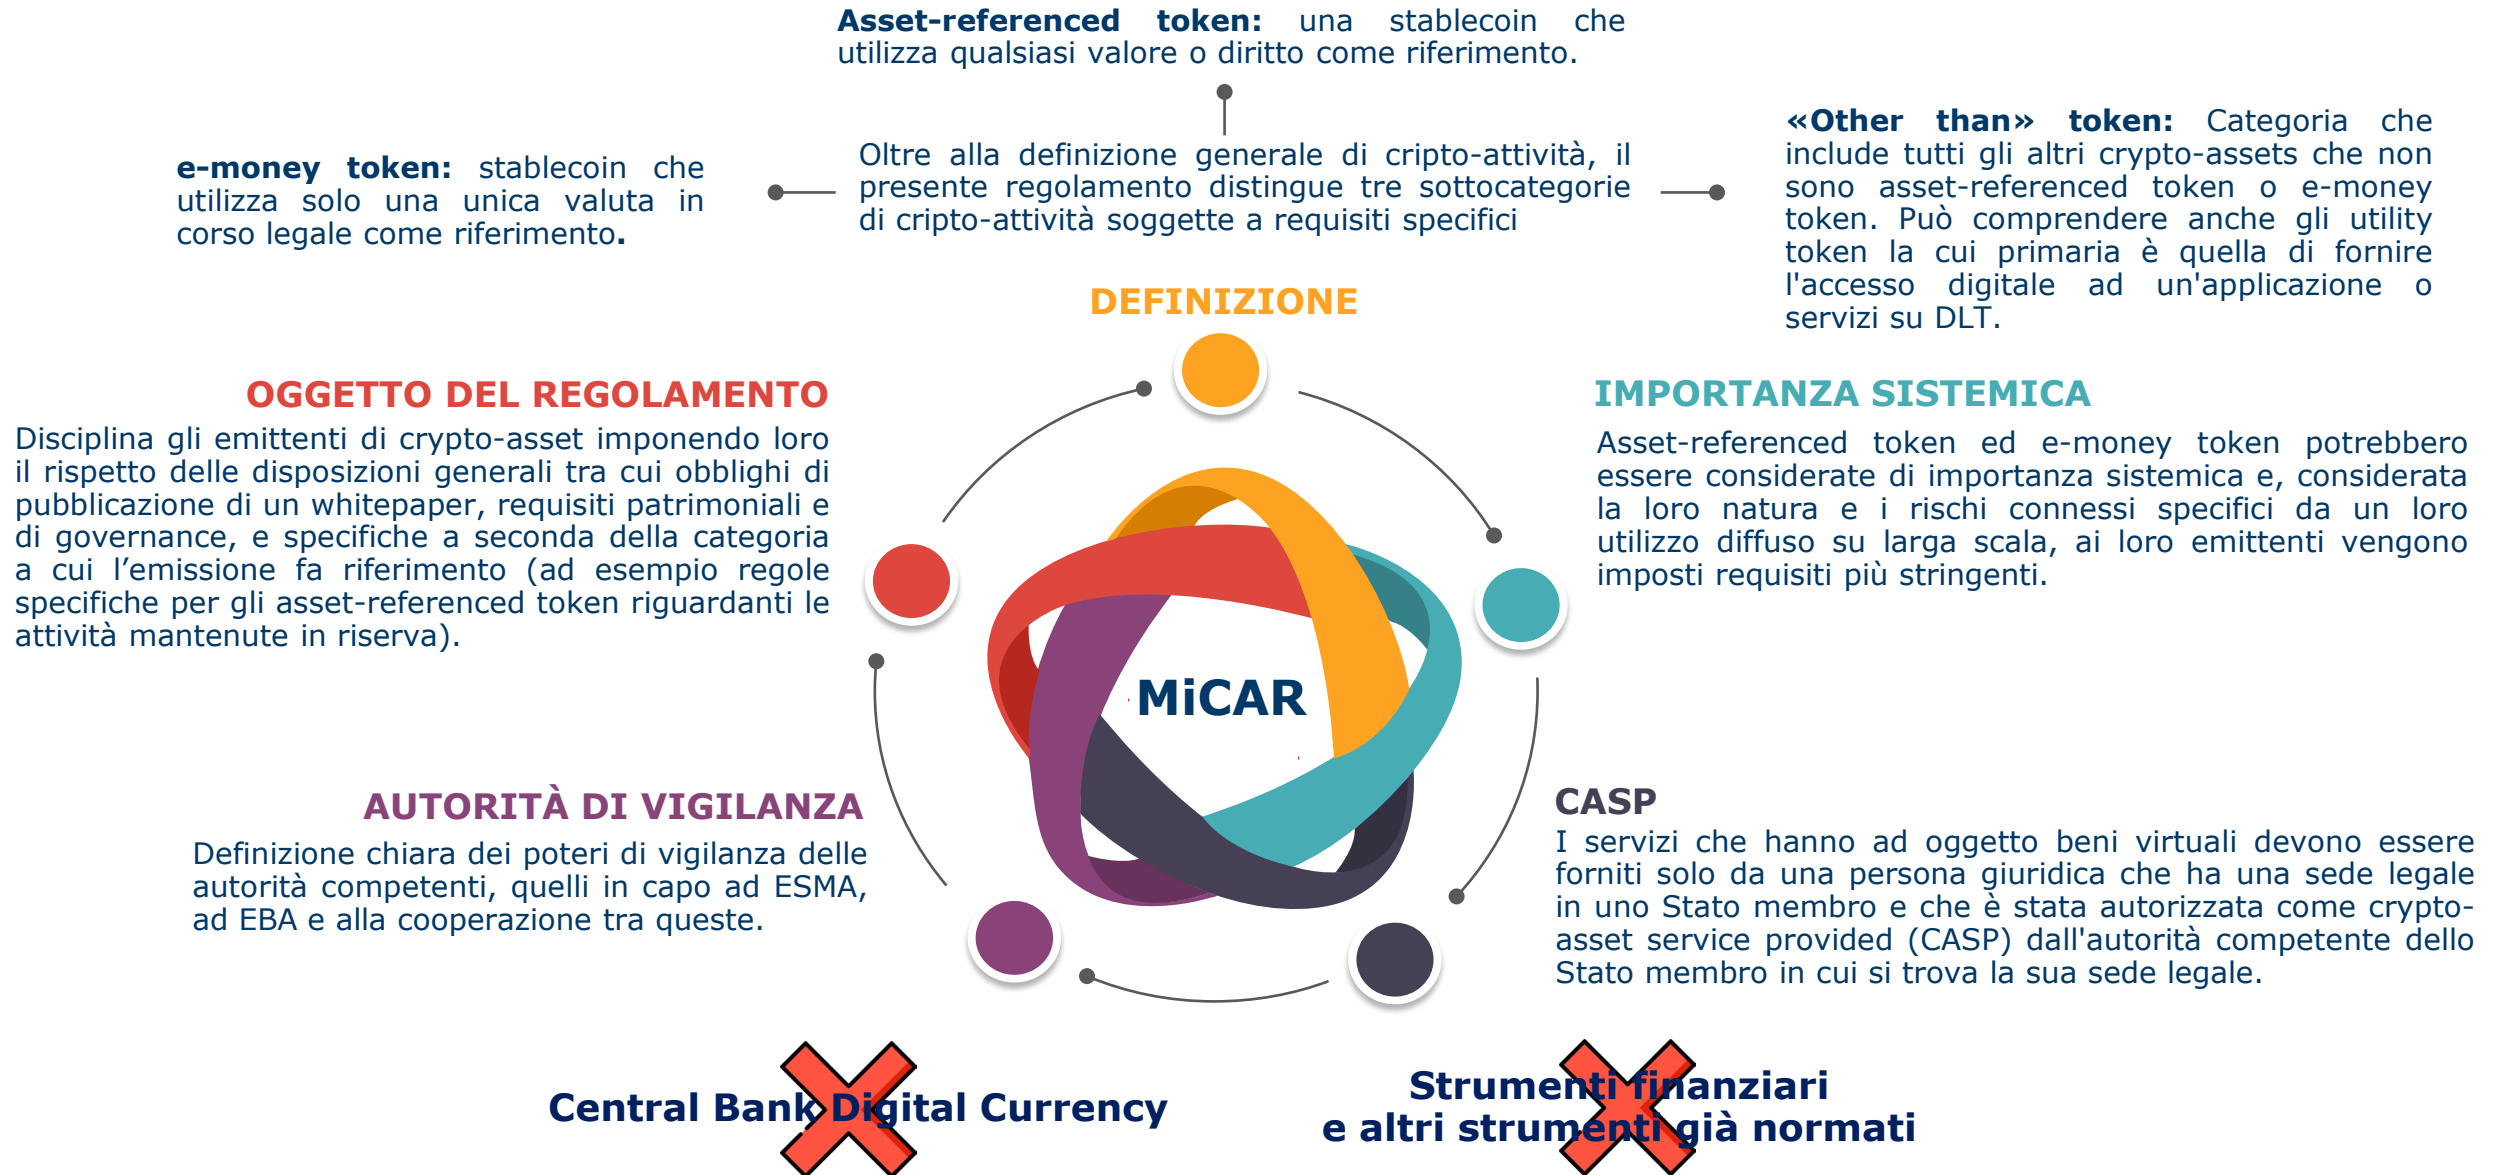 Asset-referenced token: una stablecoin che
utilizza qualsiasi valore o diritto come riferimento.
e-money token: stablecoin che
utilizza solo una unica valuta in
corso legale come riferimento.
Oltre alla definizione generale di cripto-attività, il
presente regolamento distingue tre sottocategorie
di cripto-attività soggette a requisiti specifici
«Other than» token: Categoria che
include tutti gli altri crypto-assets che non
sono asset-referenced token o e-money
token. Può comprendere anche gli utility
token la cui primaria è quella di fornire
l'accesso digitale ad un'applicazione o
servizi su DLT.
DEFINIZIONE
OGGETTO DEL REGOLAMENTO
Disciplina gli emittenti di crypto-asset imponendo loro
il rispetto delle disposizioni generali tra cui obblighi di
pubblicazione di un whitepaper, requisiti patrimoniali e
di governance, e specifiche a seconda della categoria
a cui l’emissione fa riferimento (ad esempio regole
specifiche per gli asset-referenced token riguardanti le
attività mantenute in riserva).
IMPORTANZA SISTEMICA
Asset-referenced token ed e-money token potrebbero
essere considerate di importanza sistemica e, considerata
la loro natura e i rischi connessi specifici da un loro
utilizzo diffuso su larga scala, ai loro emittenti vengono
imposti requisiti più stringenti.
MiCAR
AUTORITÀ DI VIGILANZA
Definizione chiara dei poteri di vigilanza delle
autorità competenti, quelli in capo ad ESMA,
ad EBA e alla cooperazione tra queste.
CASP
I servizi che hanno ad oggetto beni virtuali devono essere
forniti solo da una persona giuridica che ha una sede legale
in uno Stato membro e che è stata autorizzata come crypto-
asset service provided (CASP) dall'autorità competente dello
Stato membro in cui si trova la sua sede legale.
Central Bank Digital Currency
Strumenti finanziari
e altri strumenti già normati